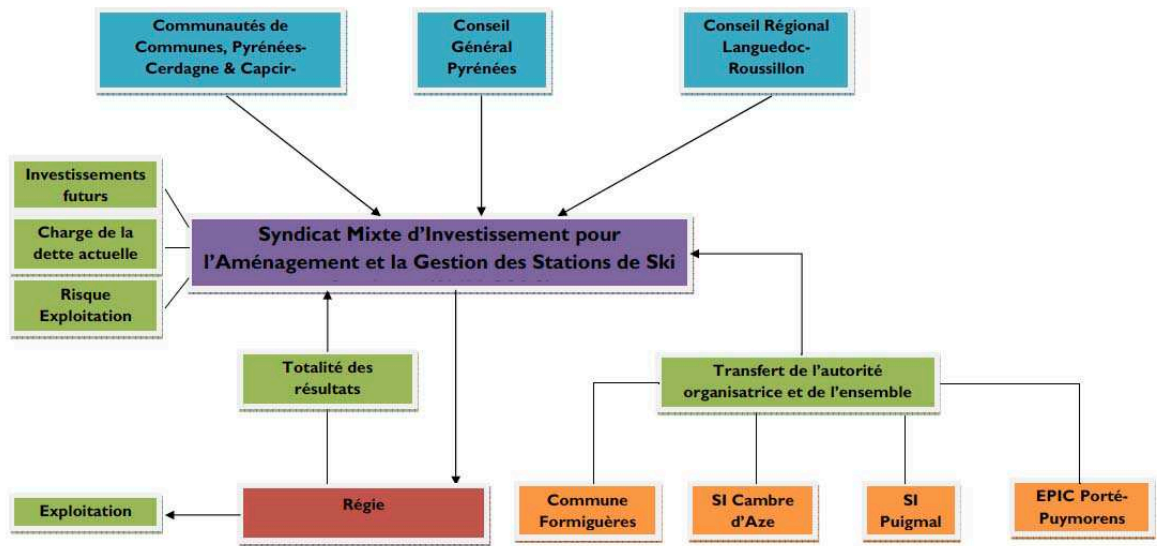 Communautés de
Communes, Pyrénées-
Cerdagne & Capcir-
Conseil
Général
Pyrénées
Conseil Régional
Languedoc-
Roussillon
Investissements
futurs
Charge de la
dette actuelle
Risque
Exploitation
Syndicat Mixte d'Investissement pour
l'Aménagement et la Gestion des Stations de Ski
Totalité des
résultats
Transfert de l'autorité
organisatrice et de l'ensemble
Exploitation
Régie
Commune
Formiguères
SI Cambre
d'Aze
SI
Puigmal
EPIC Porté-
Puymorens